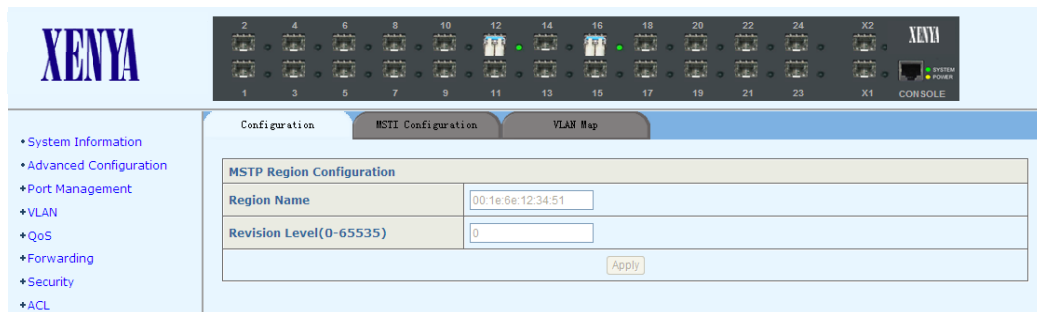 XENYA
2 4 6 8 10 12 14 16 18 20 22 24 X2
XENYA
SYSTEM
POWER
1 3 5 7 9 11 13 15 17 19 21 23 X1 CONSOLE
Configuration MSTI Configuration VLAN Map
System Information
Advanced Configuration
Port Management
VLAN
QoS
Forwarding
Security
ACL
MSTP Region Configuration
Region Name 00:1e:6e:12:34:51
Revision Level(0-65535) 0
Apply